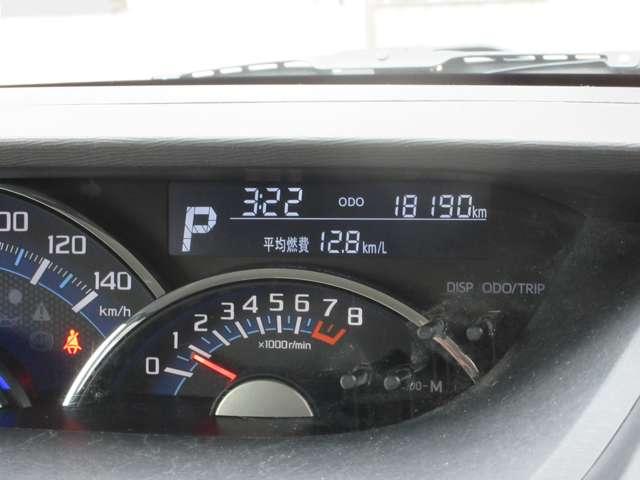 3:22 ODO 18190km
P
平均燃費 12.8km/L
00 120 140
km/h
DISP ODO/TRIP
0 1 2 3 4 5 6 7 8
×1000r/min
-M